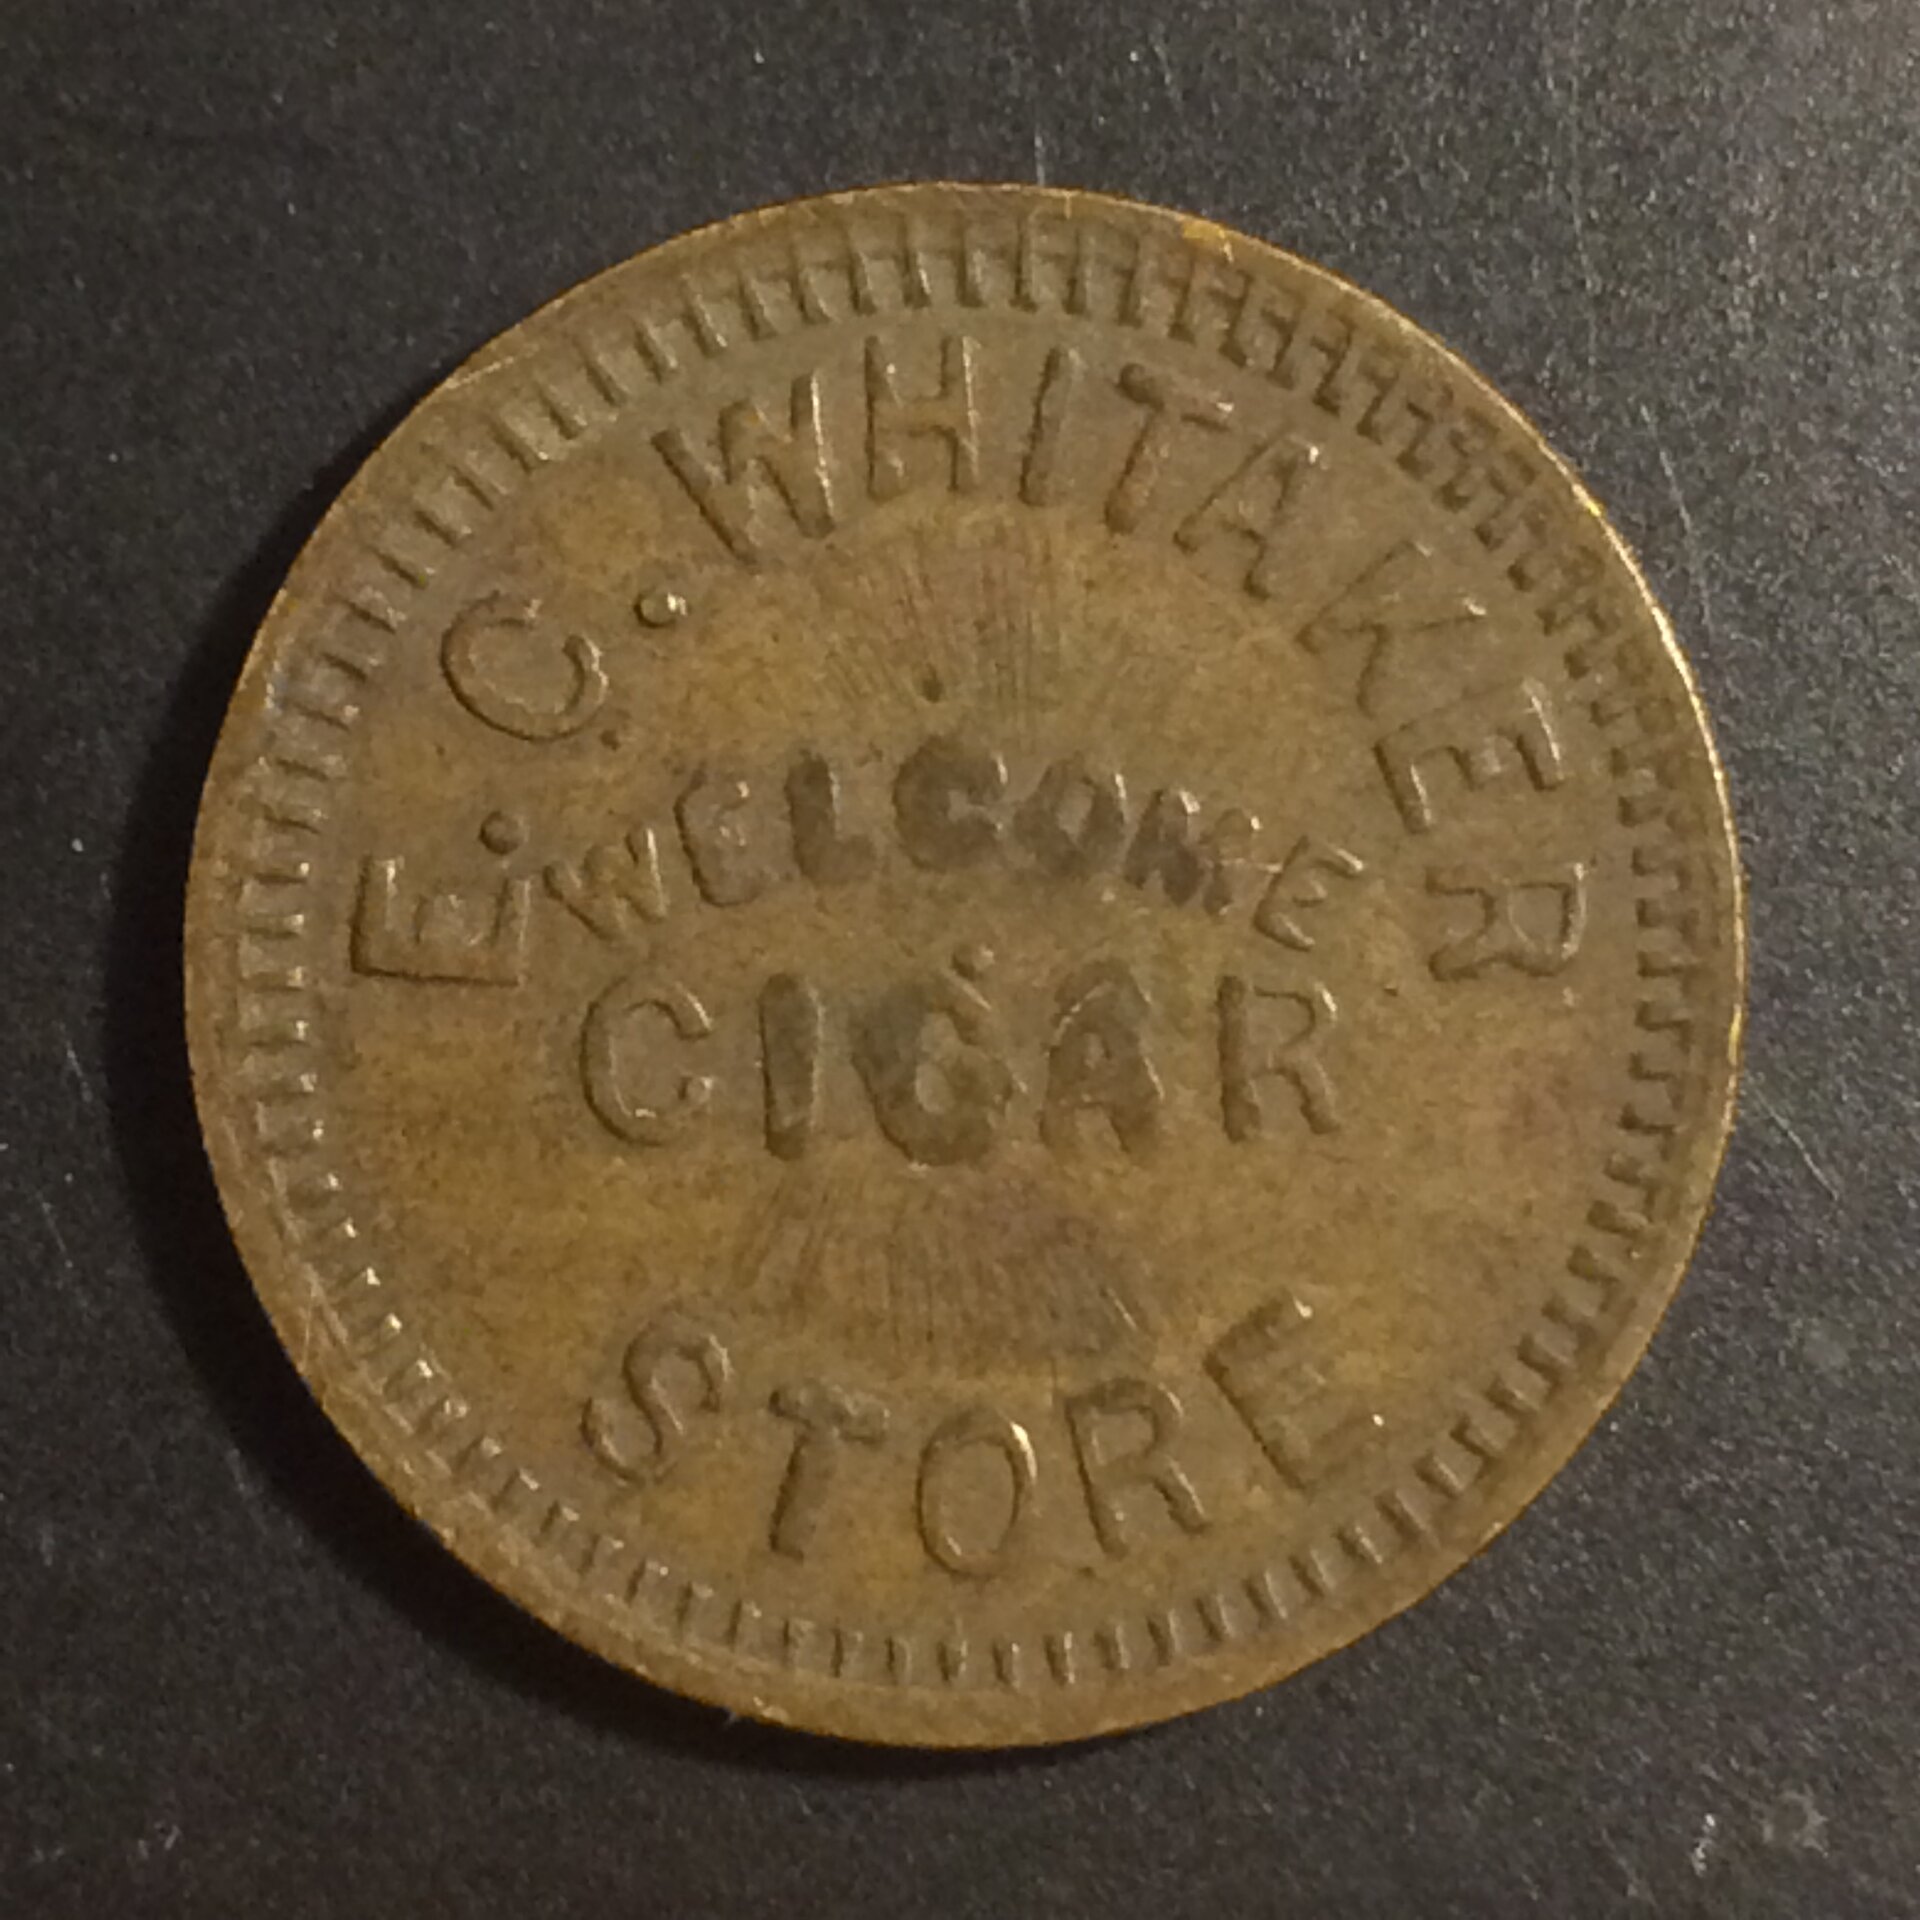 E.C. WHITAKER
WELCOME
CIGAR
STORE